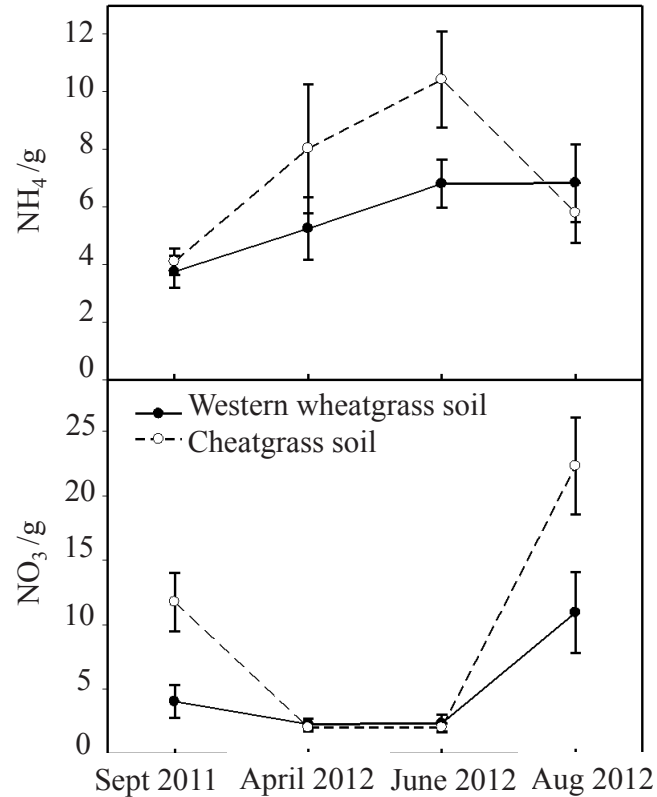 12
10
8
6
4
2
0
NH₄/g
Western wheatgrass soil
Cheatgrass soil
25
20
15
10
5
0
NO₃/g
Sept 2011 April 2012 June 2012 Aug 2012